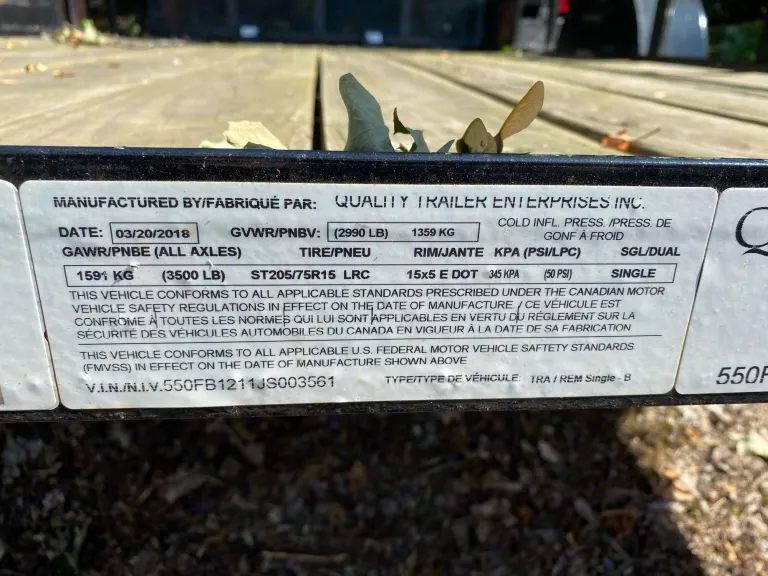 MANUFACTURED BY/FABRIQUÉ PAR: QUALITY TRAILER ENTERPRISES INC.
DATE: 03/20/2018 GVWR/PNBV: (2990 LB) 1359 KG
COLD INFL. PRESS. /PRESS. DE
GONF À FROID
GAWR/PNBE (ALL AXLES) TIRE/PNEU RIM/JANTE KPA (PSI/LPC) SGL/DUAL
1591 KG (3500 LB) ST205/75R15 LRC 15x5 E DOT 345 KPA (50 PSI) SINGLE
THIS VEHICLE CONFORMS TO ALL APPLICABLE STANDARDS PRESCRIBED UNDER THE CANADIAN MOTOR
VEHICLE SAFETY REGULATIONS IN EFFECT ON THE DATE OF MANUFACTURE. / CE VÉHICULE EST
CONFROME À TOUTES LES NORMES QUI LUI SONT APPLICABLES EN VERTU DU RÉGLEMENT SUR LA
SÉCURITÉ DES VÉHICULES AUTOMOBILES DU CANADA EN VIGUEUR À LA DATE DE SA FABRICATION
THIS VEHICLE CONFORMS TO ALL APPLICABLE U.S. FEDERAL MOTOR VEHICLE SAFTETY STANDARDS
(FMVSS) IN EFFECT ON THE DATE OF MANUFACTURE SHOWN ABOVE
V.I.N./N.I.V.550FB1211JS003561 TYPE/TYPE DE VÉHICULE: TRA / REM Single - B
Q
550F